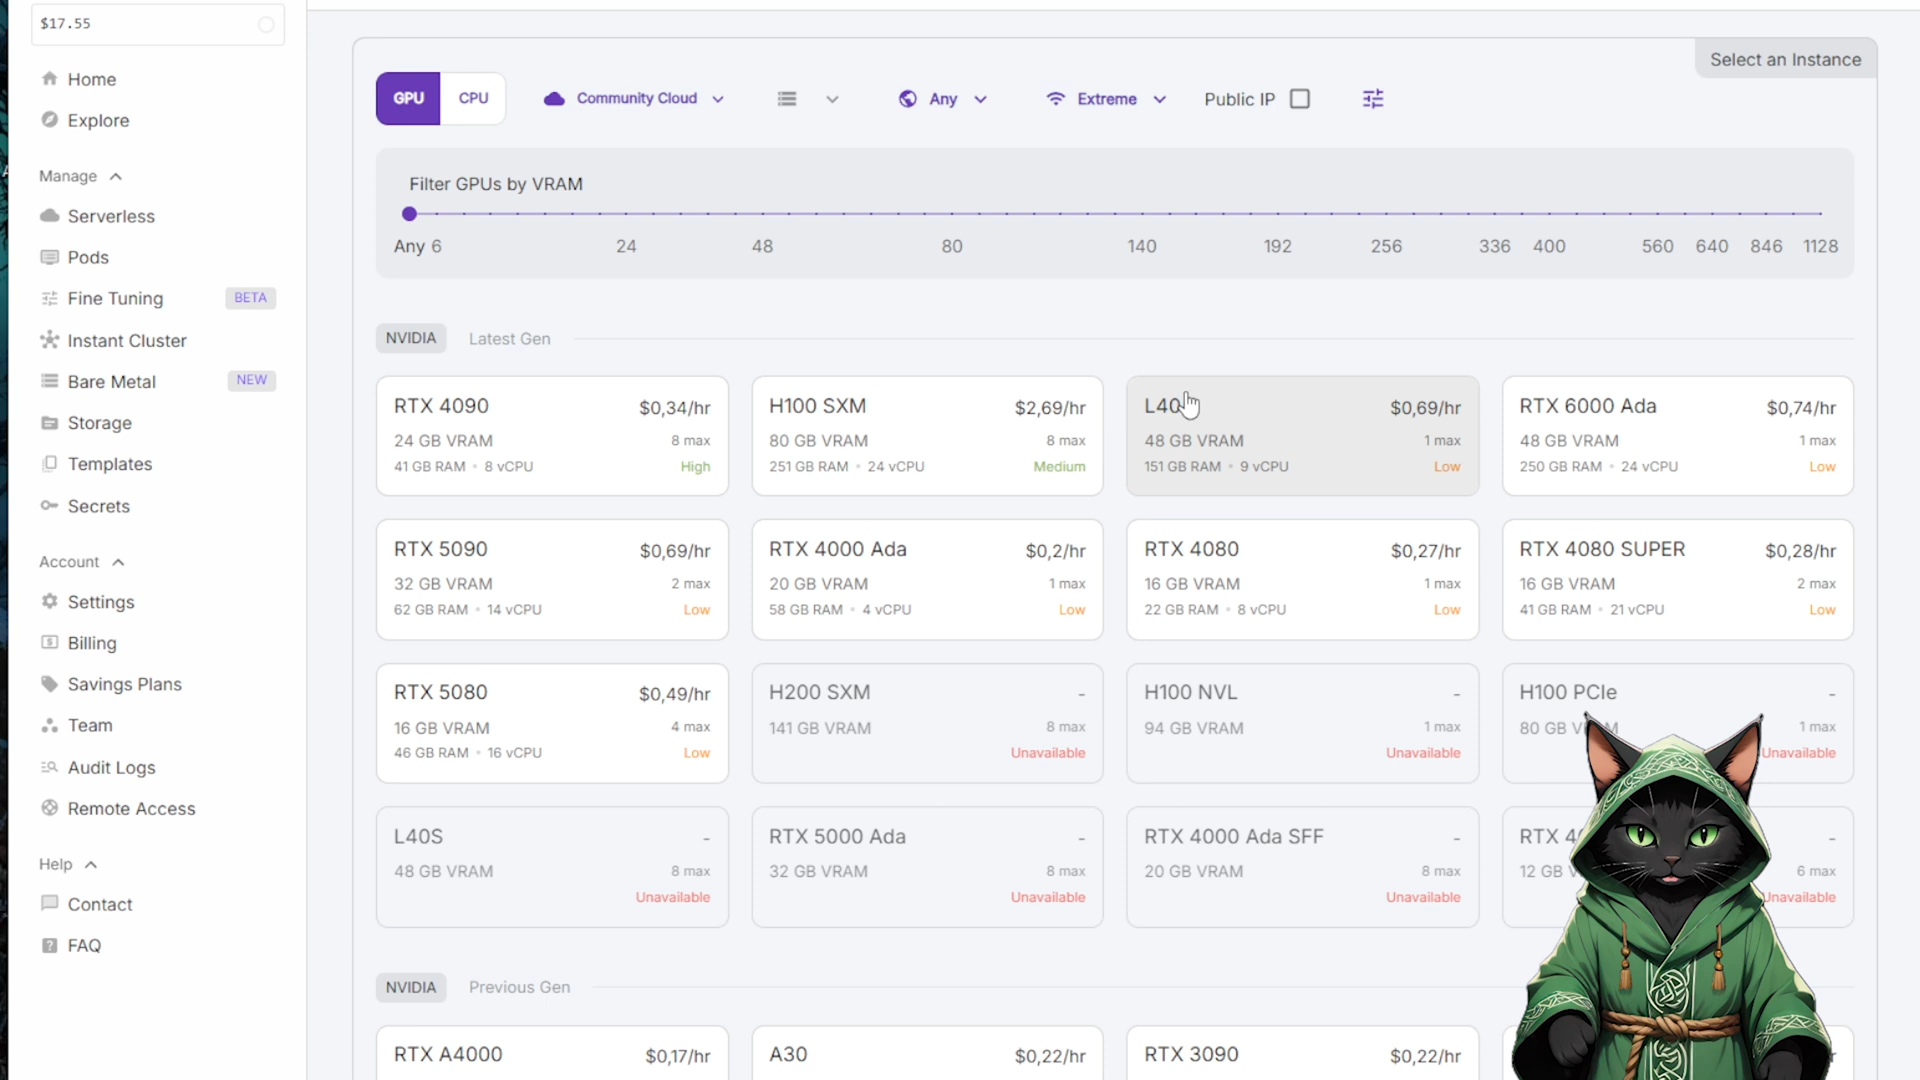 $17.55
Home
Explore
Manage
Serverless
Pods
Fine Tuning BETA
Instant Cluster
Bare Metal NEW
Storage
Templates
Secrets
Account
Settings
Billing
Savings Plans
Team
Audit Logs
Remote Access
Help
Contact
FAQ
Select an Instance
GPU CPU Community Cloud Any Extreme Public IP
Filter GPUs by VRAM
Any 6 24 48 80 140 192 256 336 400 560 640 846 1128
NVIDIA Latest Gen
RTX 4090 $0,34/hr
24 GB VRAM 8 max
41 GB RAM • 8 vCPU High
H100 SXM $2,69/hr
80 GB VRAM 8 max
251 GB RAM • 24 vCPU Medium
L40 $0,69/hr
48 GB VRAM 1 max
151 GB RAM • 9 vCPU Low
RTX 6000 Ada $0,74/hr
48 GB VRAM 1 max
250 GB RAM • 24 vCPU Low
RTX 5090 $0,69/hr
32 GB VRAM 2 max
62 GB RAM • 14 vCPU Low
RTX 4000 Ada $0,2/hr
20 GB VRAM 1 max
58 GB RAM • 4 vCPU Low
RTX 4080 $0,27/hr
16 GB VRAM 1 max
22 GB RAM • 8 vCPU Low
RTX 4080 SUPER $0,28/hr
16 GB VRAM 2 max
41 GB RAM • 21 vCPU Low
RTX 5080 $0,49/hr
16 GB VRAM 4 max
46 GB RAM • 16 vCPU Low
H200 SXM -
141 GB VRAM 8 max
Unavailable
H100 NVL -
94 GB VRAM 1 max
Unavailable
H100 PCIe -
80 GB 1 max
Unavailable
L40S -
48 GB VRAM 8 max
Unavailable
RTX 5000 Ada -
32 GB VRAM 8 max
Unavailable
RTX 4000 Ada SFF -
20 GB VRAM 8 max
Unavailable
RTX -
12 GB 6 max
Unavailable
NVIDIA Previous Gen
RTX A4000 $0,17/hr
A30 $0,22/hr
RTX 3090 $0,22/hr